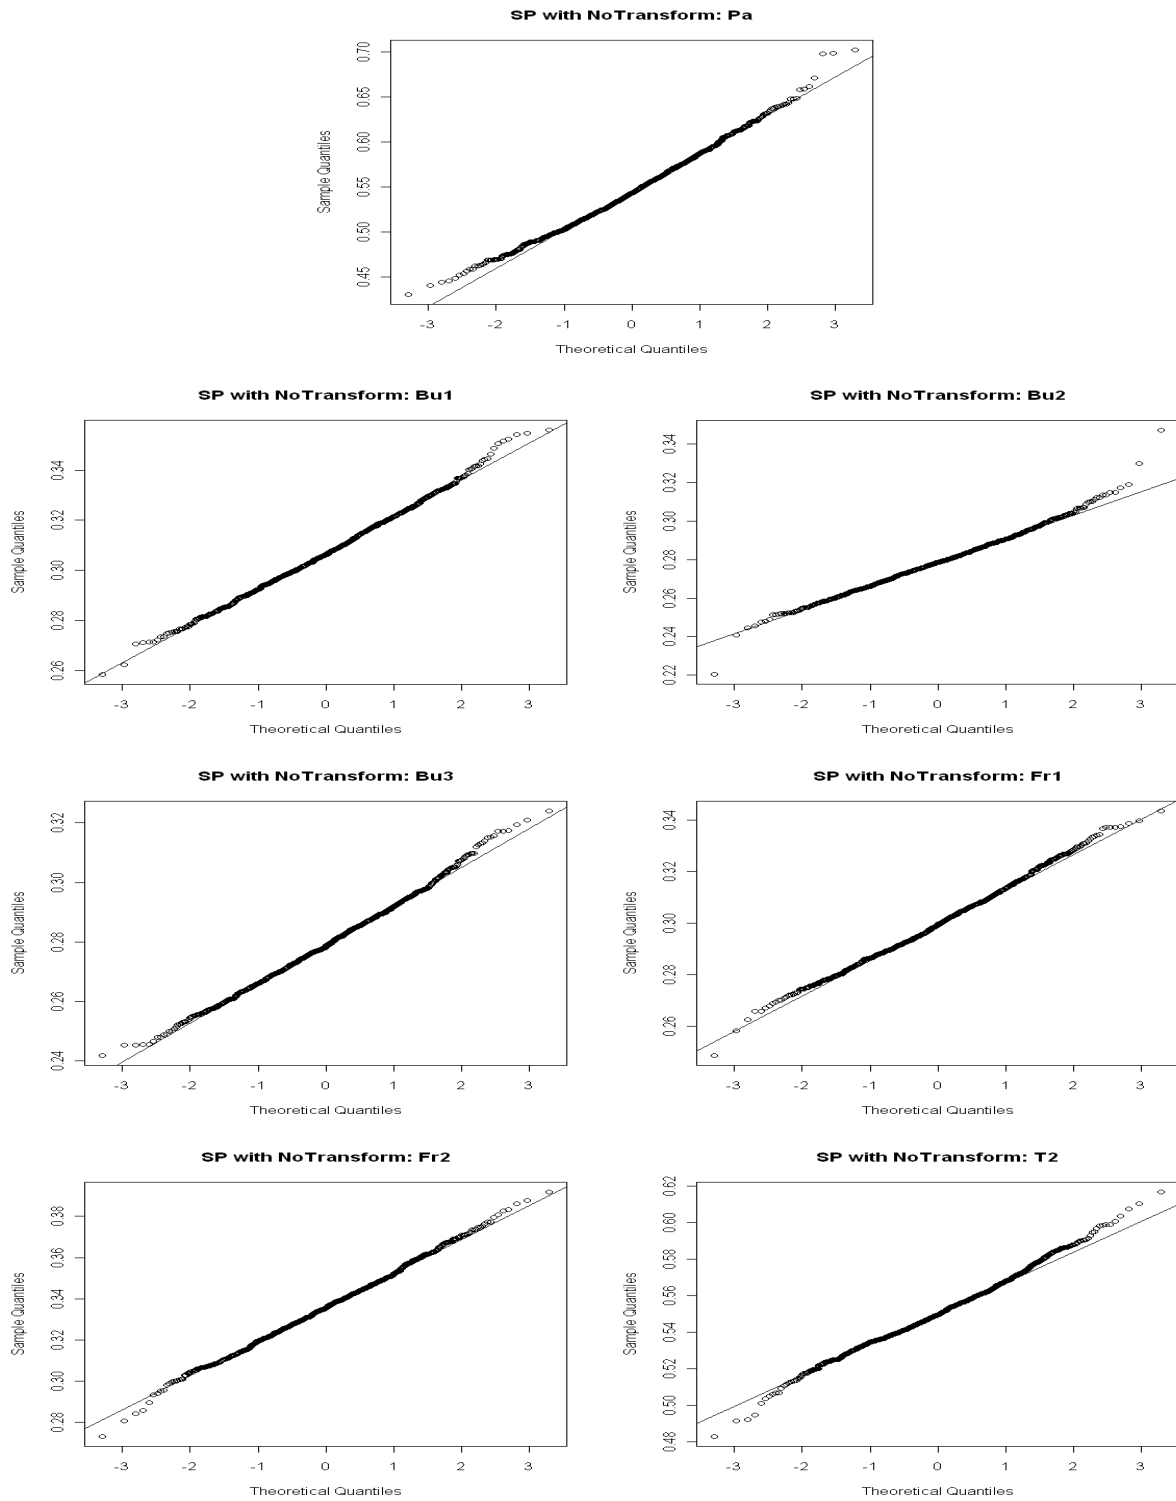 SP with NoTransform: Pa
Sample Quantiles
0.45 0.50 0.55 0.60 0.65 0.70
-3 -2 -1 0 1 2 3
Theoretical Quantiles
SP with NoTransform: Bu1
Sample Quantiles
0.26 0.28 0.30 0.32 0.34
-3 -2 -1 0 1 2 3
Theoretical Quantiles
SP with NoTransform: Bu2
Sample Quantiles
0.22 0.24 0.26 0.28 0.30 0.32 0.34
-3 -2 -1 0 1 2 3
Theoretical Quantiles
SP with NoTransform: Bu3
Sample Quantiles
0.24 0.26 0.28 0.30 0.32
-3 -2 -1 0 1 2 3
Theoretical Quantiles
SP with NoTransform: Fr1
Sample Quantiles
0.26 0.28 0.30 0.32 0.34
-3 -2 -1 0 1 2 3
Theoretical Quantiles
SP with NoTransform: Fr2
Sample Quantiles
0.28 0.30 0.32 0.34 0.36 0.38
-3 -2 -1 0 1 2 3
Theoretical Quantiles
SP with NoTransform: T2
Sample Quantiles
0.48 0.50 0.52 0.54 0.56 0.58 0.60 0.62
-3 -2 -1 0 1 2 3
Theoretical Quantiles